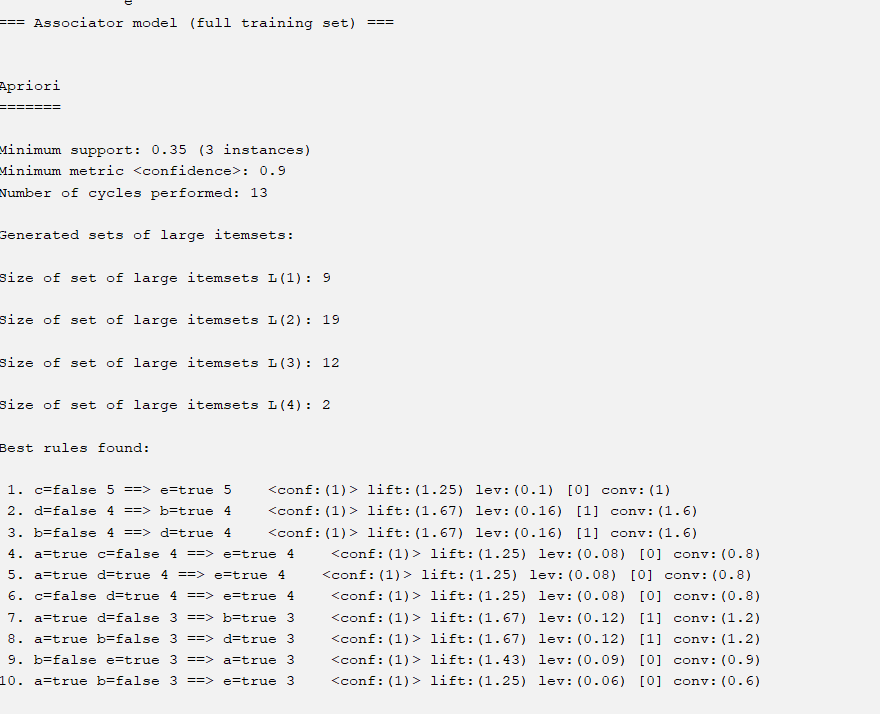 e
=== Associator model (full training set) ===
Apriori
=======
Minimum support: 0.35 (3 instances)
Minimum metric <confidence>: 0.9
Number of cycles performed: 13
Generated sets of large itemsets:
Size of set of large itemsets L(1): 9
Size of set of large itemsets L(2): 19
Size of set of large itemsets L(3): 12
Size of set of large itemsets L(4): 2
Best rules found:
1. c=false 5 ==> e=true 5    <conf:(1)> lift:(1.25) lev:(0.1) [0] conv:(1)
2. d=false 4 ==> b=true 4    <conf:(1)> lift:(1.67) lev:(0.16) [1] conv:(1.6)
3. b=false 4 ==> d=true 4    <conf:(1)> lift:(1.67) lev:(0.16) [1] conv:(1.6)
4. a=true c=false 4 ==> e=true 4    <conf:(1)> lift:(1.25) lev:(0.08) [0] conv:(0.8)
5. a=true d=true 4 ==> e=true 4    <conf:(1)> lift:(1.25) lev:(0.08) [0] conv:(0.8)
6. c=false d=true 4 ==> e=true 4    <conf:(1)> lift:(1.25) lev:(0.08) [0] conv:(0.8)
7. a=true d=false 3 ==> b=true 3    <conf:(1)> lift:(1.67) lev:(0.12) [1] conv:(1.2)
8. a=true b=false 3 ==> d=true 3    <conf:(1)> lift:(1.67) lev:(0.12) [1] conv:(1.2)
9. b=false e=true 3 ==> a=true 3    <conf:(1)> lift:(1.43) lev:(0.09) [0] conv:(0.9)
10. a=true b=false 3 ==> e=true 3    <conf:(1)> lift:(1.25) lev:(0.06) [0] conv:(0.6)